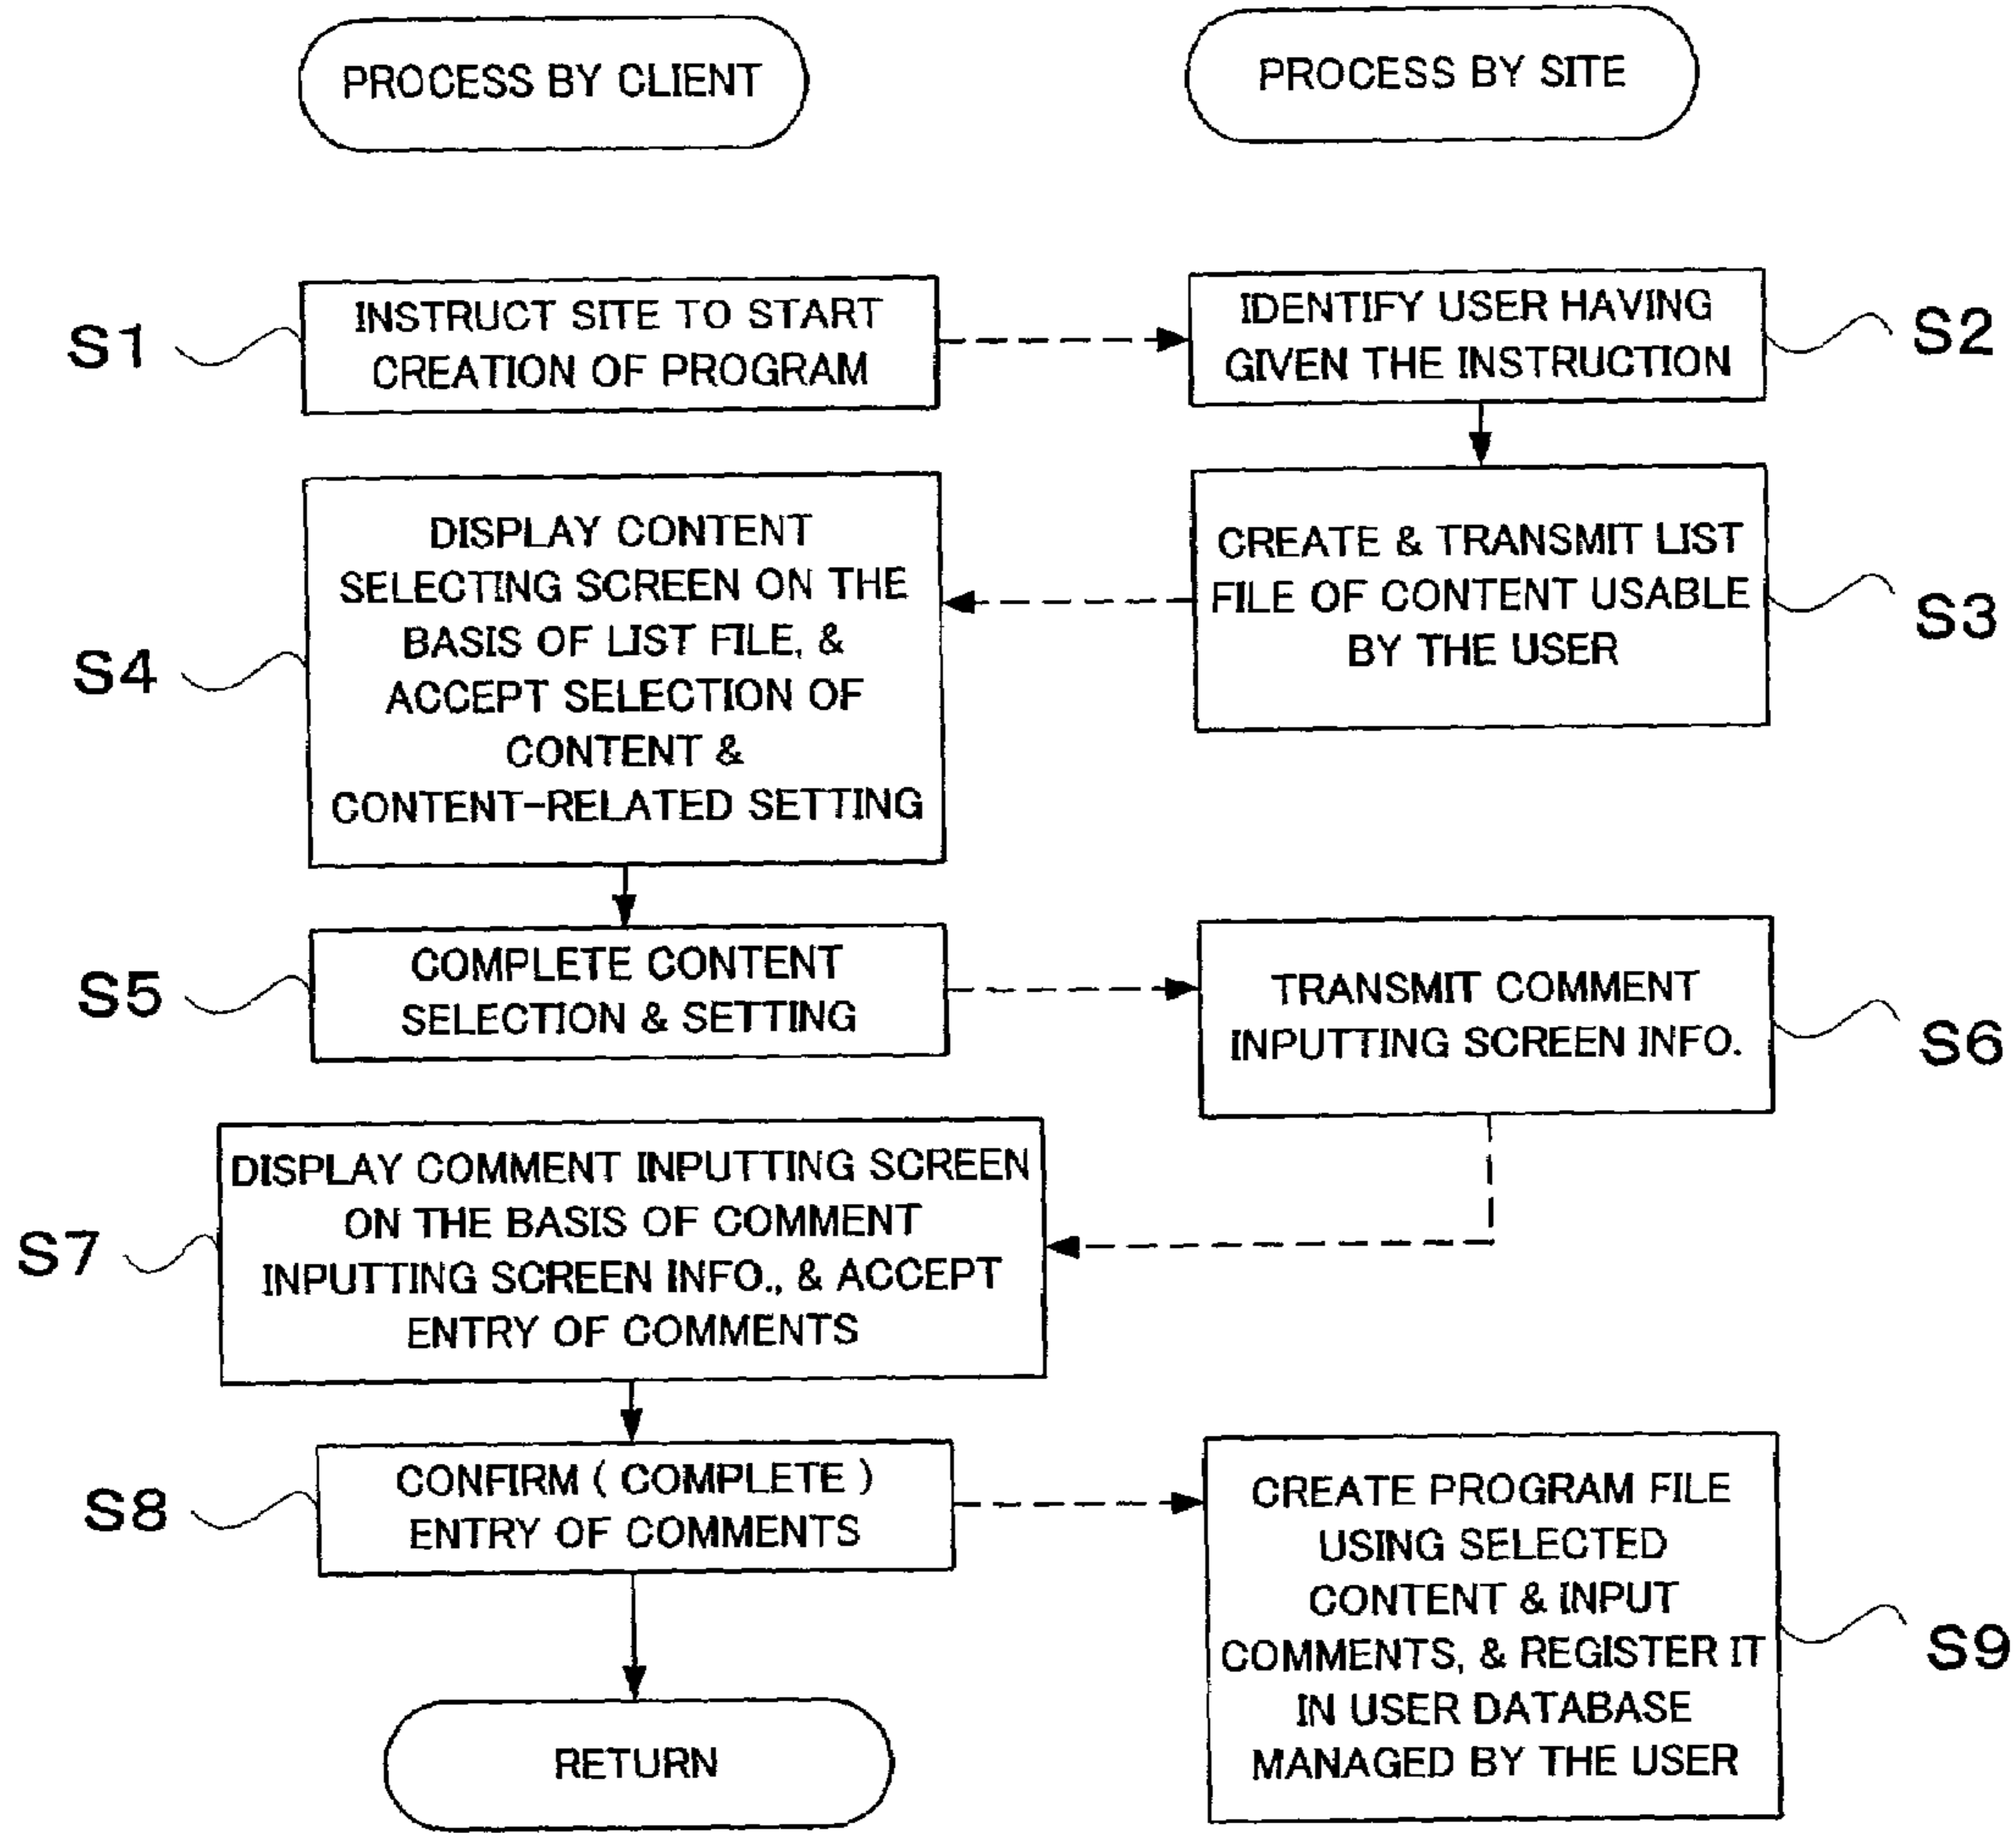 PROCESS BY CLIENT
PROCESS BY SITE
S1
INSTRUCT SITE TO START
CREATION OF PROGRAM
IDENTIFY USER HAVING
GIVEN THE INSTRUCTION
S2
CREATE & TRANSMIT LIST
FILE OF CONTENT USABLE
BY THE USER
S3
S4
DISPLAY CONTENT
SELECTING SCREEN ON THE
BASIS OF LIST FILE, &
ACCEPT SELECTION OF
CONTENT &
CONTENT-RELATED SETTING
S5
COMPLETE CONTENT
SELECTION & SETTING
TRANSMIT COMMENT
INPUTTING SCREEN INFO.
S6
S7
DISPLAY COMMENT INPUTTING SCREEN
ON THE BASIS OF COMMENT
INPUTTING SCREEN INFO., & ACCEPT
ENTRY OF COMMENTS
S8
CONFIRM ( COMPLETE )
ENTRY OF COMMENTS
CREATE PROGRAM FILE
USING SELECTED
CONTENT & INPUT
COMMENTS, & REGISTER IT
IN USER DATABASE
MANAGED BY THE USER
S9
RETURN